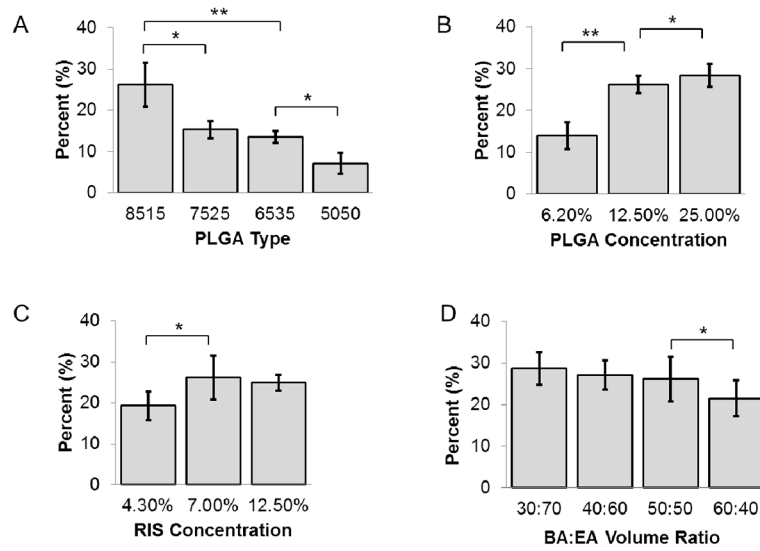 A
Percent (%)
40
30
20
10
0
*
**
*
8515 7525 6535 5050
PLGA Type
B
Percent (%)
40
30
20
10
0
**
*
6.20% 12.50% 25.00%
PLGA Concentration
C
Percent (%)
40
30
20
10
0
*
4.30% 7.00% 12.50%
RIS Concentration
D
Percent (%)
40
30
20
10
0
*
30:70 40:60 50:50 60:40
BA:EA Volume Ratio